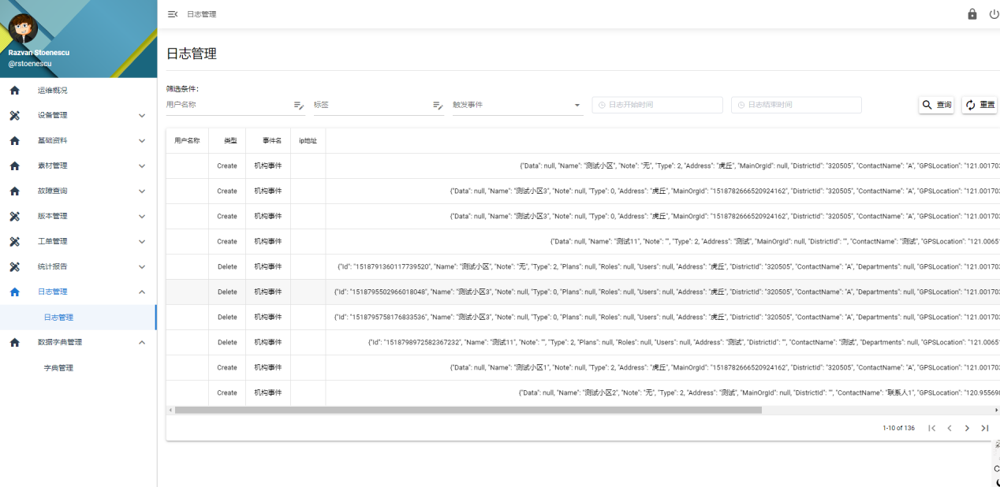 日志管理
Razvan Stoenescu
@rstoenescu
运维概况
设备管理
基础资料
素材管理
故障查询
版本管理
工单管理
统计报告
日志管理
日志管理
数据字典管理
字典管理
日志管理
筛选条件：
用户名称 标签 触发事件 日志开始时间 日志结束时间 查询 重置
用户名称 类型 事件名 ip地址
Create 机构事件 {"Data": null, "Name": "测试小区", "Note": "无", "Type": 2, "Address": "虎丘", "MainOrgId": null, "DistrictId": "320505", "ContactName": "A", "GPSLocation": "121.001703
Create 机构事件 {"Data": null, "Name": "测试小区3", "Note": null, "Type": 0, "Address": "虎丘", "MainOrgId": "1518782666520924162", "DistrictId": "320505", "ContactName": "A", "GPSLocation": "121.001703
Create 机构事件 {"Data": null, "Name": "测试小区3", "Note": null, "Type": 0, "Address": "虎丘", "MainOrgId": "1518782666520924162", "DistrictId": "320505", "ContactName": "A", "GPSLocation": "121.001703
Create 机构事件 {"Data": null, "Name": "测试11", "Note": "", "Type": 2, "Address": "测试", "MainOrgId": null, "DistrictId": "", "ContactName": "测试", "GPSLocation": "121.00651
Delete 机构事件 {"Id": "1518791360117739520", "Name": "测试小区", "Note": "无", "Type": 2, "Plans": null, "Roles": null, "Users": null, "Address": "虎丘", "DistrictId": "320505", "ContactName": "A", "Departments": null, "GPSLocation": "121.001703
Delete 机构事件 {"Id": "1518795502966018048", "Name": "测试小区3", "Note": null, "Type": 0, "Plans": null, "Roles": null, "Users": null, "Address": "虎丘", "DistrictId": "320505", "ContactName": "A", "Departments": null, "GPSLocation": "121.001703
Delete 机构事件 {"Id": "1518795758176833536", "Name": "测试小区3", "Note": null, "Type": 0, "Plans": null, "Roles": null, "Users": null, "Address": "虎丘", "DistrictId": "320505", "ContactName": "A", "Departments": null, "GPSLocation": "121.001703
Delete 机构事件 {"Id": "1518798972582367232", "Name": "测试11", "Note": "", "Type": 2, "Plans": null, "Roles": null, "Users": null, "Address": "测试", "DistrictId": "", "ContactName": "测试", "Departments": null, "GPSLocation": "121.00651
Create 机构事件 {"Data": null, "Name": "测试小区1", "Note": null, "Type": 2, "Address": "虎丘", "MainOrgId": "1518782666520924162", "DistrictId": "320505", "ContactName": "A", "GPSLocation": "121.001703
Create 机构事件 {"Data": null, "Name": "测试小区2", "Note": "无", "Type": 2, "Address": "测试", "MainOrgId": null, "DistrictId": "", "ContactName": "联系人1", "GPSLocation": "120.955698
1-10 of 136